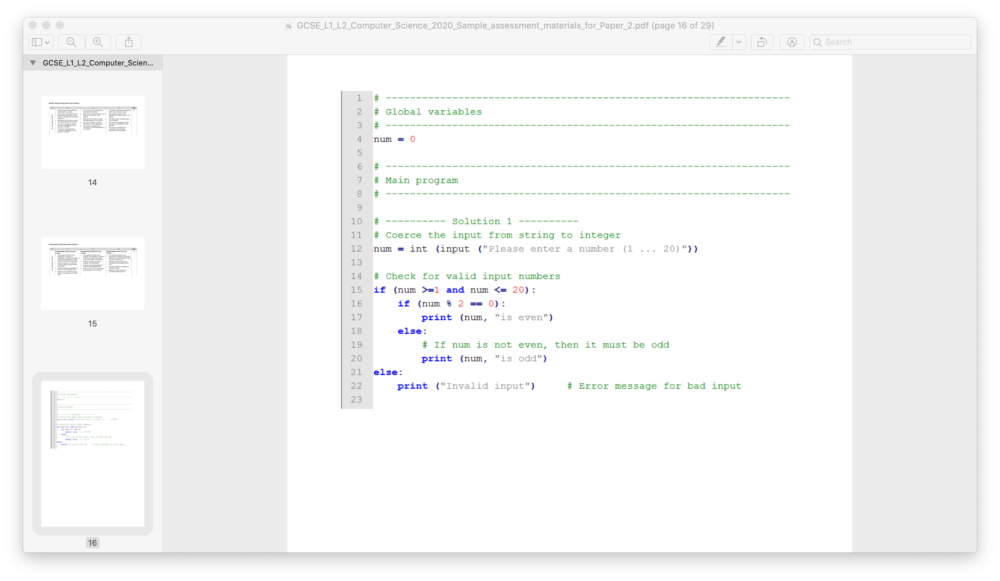 GCSE_L1_L2_Computer_Science_2020_Sample_assessment_materials_for_Paper_2.pdf (page 16 of 29)
Search
GCSE_L1_L2_Computer_Scien...
14
15
16
1 # -------------------------------------------------------------------
2 # Global variables
3 # -------------------------------------------------------------------
4 num = 0
5
6 # -------------------------------------------------------------------
7 # Main program
8 # -------------------------------------------------------------------
9
10 # ---------- Solution 1 ----------
11 # Coerce the input from string to integer
12 num = int (input ("Please enter a number (1 ... 20)"))
13
14 # Check for valid input numbers
15 if (num >=1 and num <= 20):
16     if (num % 2 == 0):
17         print (num, "is even")
18     else:
19         # If num is not even, then it must be odd
20         print (num, "is odd")
21 else:
22     print ("Invalid input")     # Error message for bad input
23